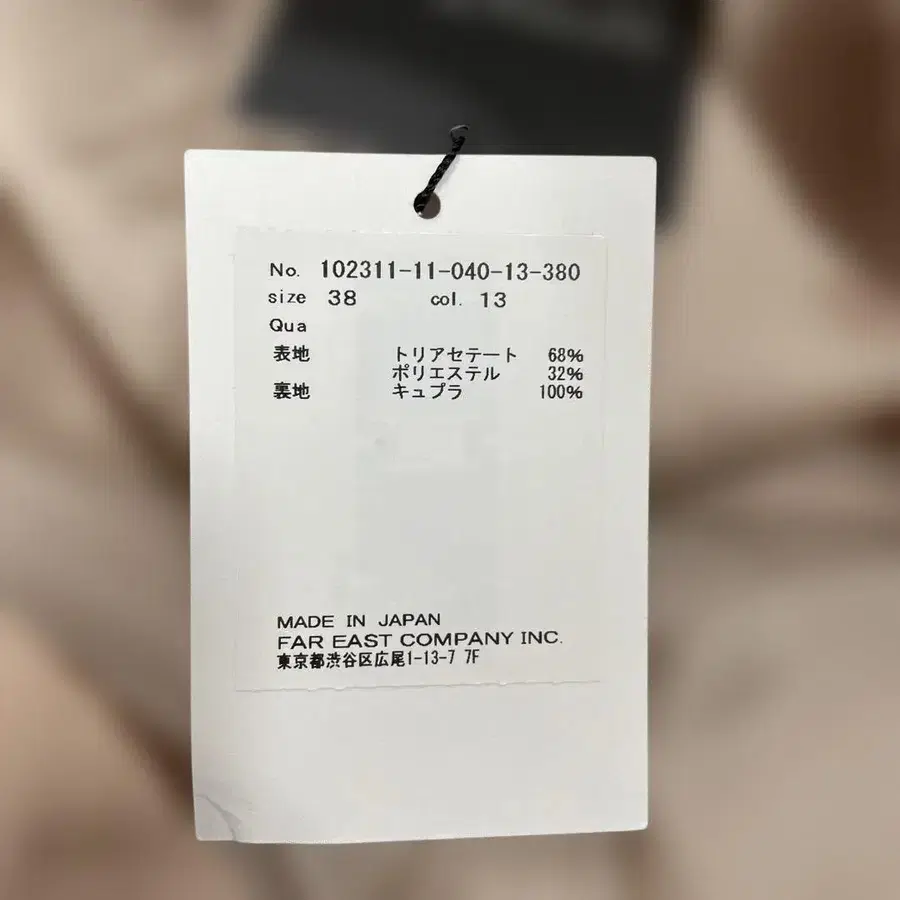 No. 102311-11-040-13-380
size 38 col. 13
Qua
表地 トリアセテート 68%
ポリエステル 32%
裏地 キュプラ 100%
MADE IN JAPAN
FAR EAST COMPANY INC.
東京都渋谷区広尾1-13-7 7F